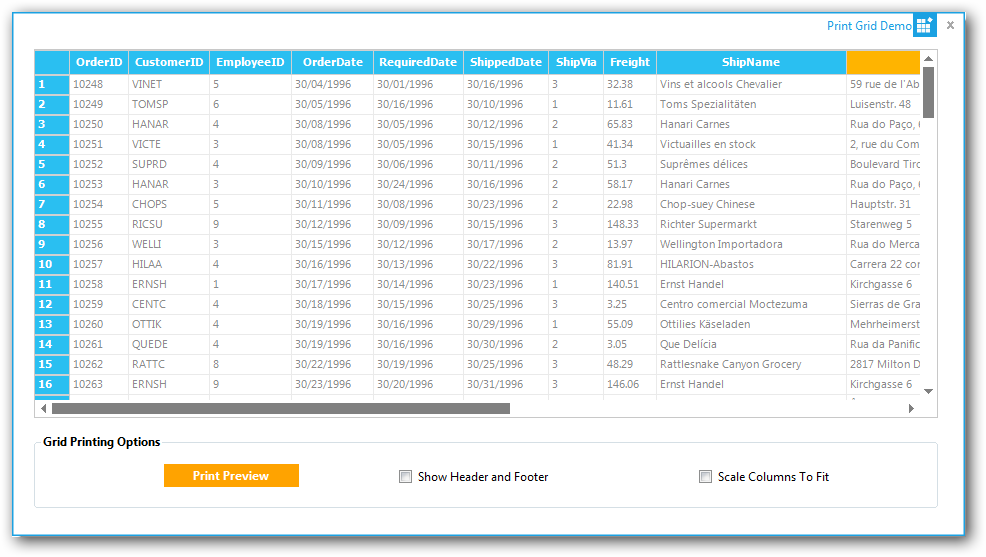 Print Grid Demo x
OrderID CustomerID EmployeeID OrderDate RequiredDate ShippedDate ShipVia Freight ShipName
1 10248 VINET 5 30/04/1996 30/01/1996 30/16/1996 3 32.38 Vins et alcools Chevalier 59 rue de l'Ab
2 10249 TOMSP 6 30/05/1996 30/16/1996 30/10/1996 1 11.61 Toms Spezialitäten Luisenstr. 48
3 10250 HANAR 4 30/08/1996 30/05/1996 30/12/1996 2 65.83 Hanari Carnes Rua do Paço,
4 10251 VICTE 3 30/08/1996 30/05/1996 30/15/1996 1 41.34 Victuailles en stock 2, rue du Com
5 10252 SUPRD 4 30/09/1996 30/06/1996 30/11/1996 2 51.3 Suprêmes délices Boulevard Tiro
6 10253 HANAR 3 30/10/1996 30/24/1996 30/16/1996 2 58.17 Hanari Carnes Rua do Paço,
7 10254 CHOPS 5 30/11/1996 30/08/1996 30/23/1996 2 22.98 Chop-suey Chinese Hauptstr. 31
8 10255 RICSU 9 30/12/1996 30/09/1996 30/15/1996 3 148.33 Richter Supermarkt Starenweg 5
9 10256 WELLI 3 30/15/1996 30/12/1996 30/17/1996 2 13.97 Wellington Importadora Rua do Merca
10 10257 HILAA 4 30/16/1996 30/13/1996 30/22/1996 3 81.91 HILARION-Abastos Carrera 22 con
11 10258 ERNSH 1 30/17/1996 30/14/1996 30/23/1996 1 140.51 Ernst Handel Kirchgasse 6
12 10259 CENTC 4 30/18/1996 30/15/1996 30/25/1996 3 3.25 Centro comercial Moctezuma Sierras de Gra
13 10260 OTTIK 4 30/19/1996 30/16/1996 30/29/1996 1 55.09 Ottilies Käseladen Mehrheimerst
14 10261 QUEDE 4 30/19/1996 30/16/1996 30/30/1996 2 3.05 Que Delícia Rua da Panific
15 10262 RATTC 8 30/22/1996 30/19/1996 30/25/1996 3 48.29 Rattlesnake Canyon Grocery 2817 Milton D
16 10263 ERNSH 9 30/23/1996 30/20/1996 30/31/1996 3 146.06 Ernst Handel Kirchgasse 6
Grid Printing Options
Print Preview Show Header and Footer Scale Columns To Fit